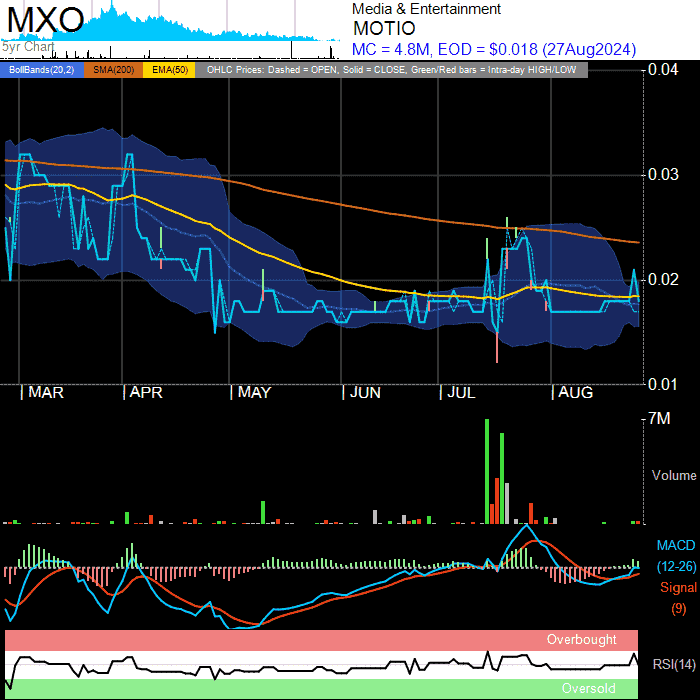 MXO
Media & Entertainment
MOTIO
5yr Chart
MC = 4.8M, EOD = $0.018 (27Aug2024)
BollBands(20,2) SMA(200) EMA(50) OHLC Prices: Dashed = OPEN, Solid = CLOSE, Green/Red bars = Intra-day HIGH/LOW
0.04
0.03
0.02
0.01
MAR APR MAY JUN JUL AUG
7M
Volume
MACD
(12-26)
Signal
(9)
Overbought
RSI(14)
Oversold